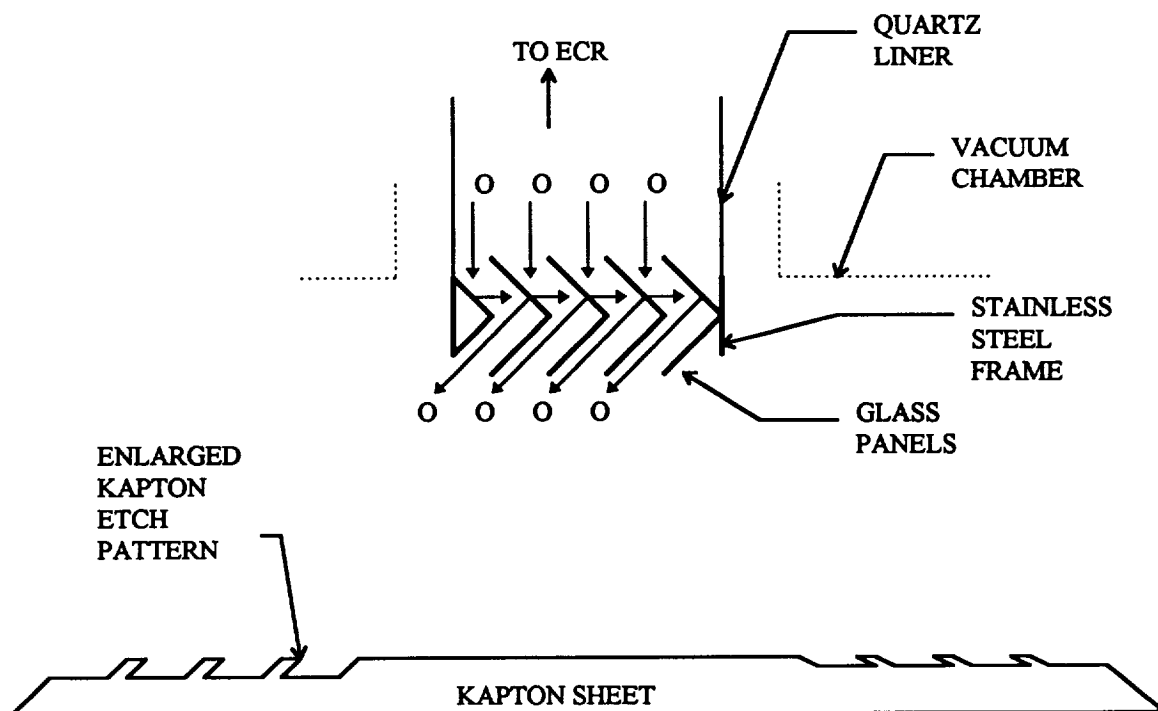 QUARTZ
LINER
TO ECR
VACUUM
CHAMBER
O O O O
STAINLESS
STEEL
FRAME
O O O O
GLASS
PANELS
ENLARGED
KAPTON
ETCH
PATTERN
KAPTON SHEET